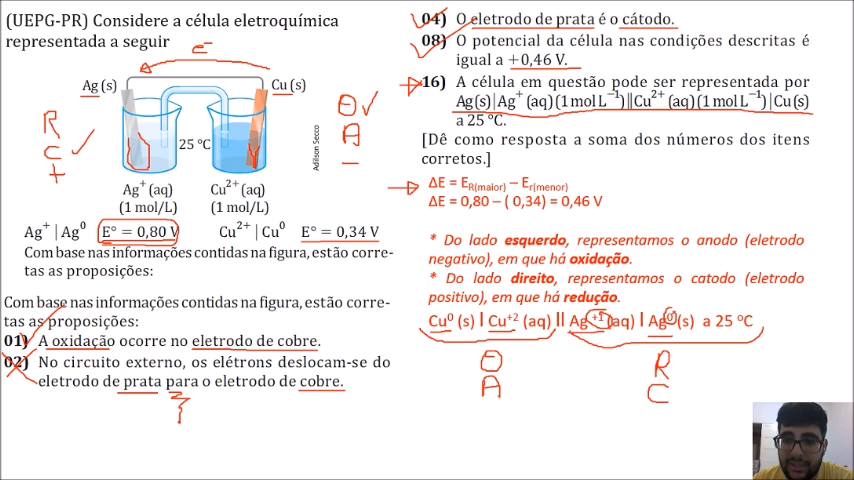 (UEPG-PR) Considere a célula eletroquímica
representada a seguir
e⁻
Ag (s)
Cu (s)
R
C
+
O
A
—
25 °C
Adilson Secco
Ag⁺ (aq)
(1 mol/L)
Cu²⁺ (aq)
(1 mol/L)
Ag⁺ | Ag⁰ E° = 0,80 V Cu²⁺ | Cu⁰ E° = 0,34 V
Com base nas informações contidas na figura, estão corre-
tas as proposições:
Com base nas informações contidas na figura, estão corre-
tas as proposições:
01) A oxidação ocorre no eletrodo de cobre.
02) No circuito externo, os elétrons deslocam-se do
eletrodo de prata para o eletrodo de cobre.
04) O eletrodo de prata é o cátodo.
08) O potencial da célula nas condições descritas é
igual a +0,46 V.
16) A célula em questão pode ser representada por
Ag(s)|Ag⁺(aq)(1 mol L⁻¹)||Cu²⁺(aq)(1 mol L⁻¹)|Cu(s)
a 25 °C.
[Dê como resposta a soma dos números dos itens
corretos.]
ΔE = E_R(maior) – E_r(menor)
ΔE = 0,80 – ( 0,34) = 0,46 V
* Do lado esquerdo, representamos o anodo (eletrodo
negativo), em que há oxidação.
* Do lado direito, representamos o catodo (eletrodo
positivo), em que há redução.
Cu⁰ (s) I Cu⁺² (aq) II Ag⁺¹ (aq) I Ag⁰ (s) a 25 °C
O R
A C